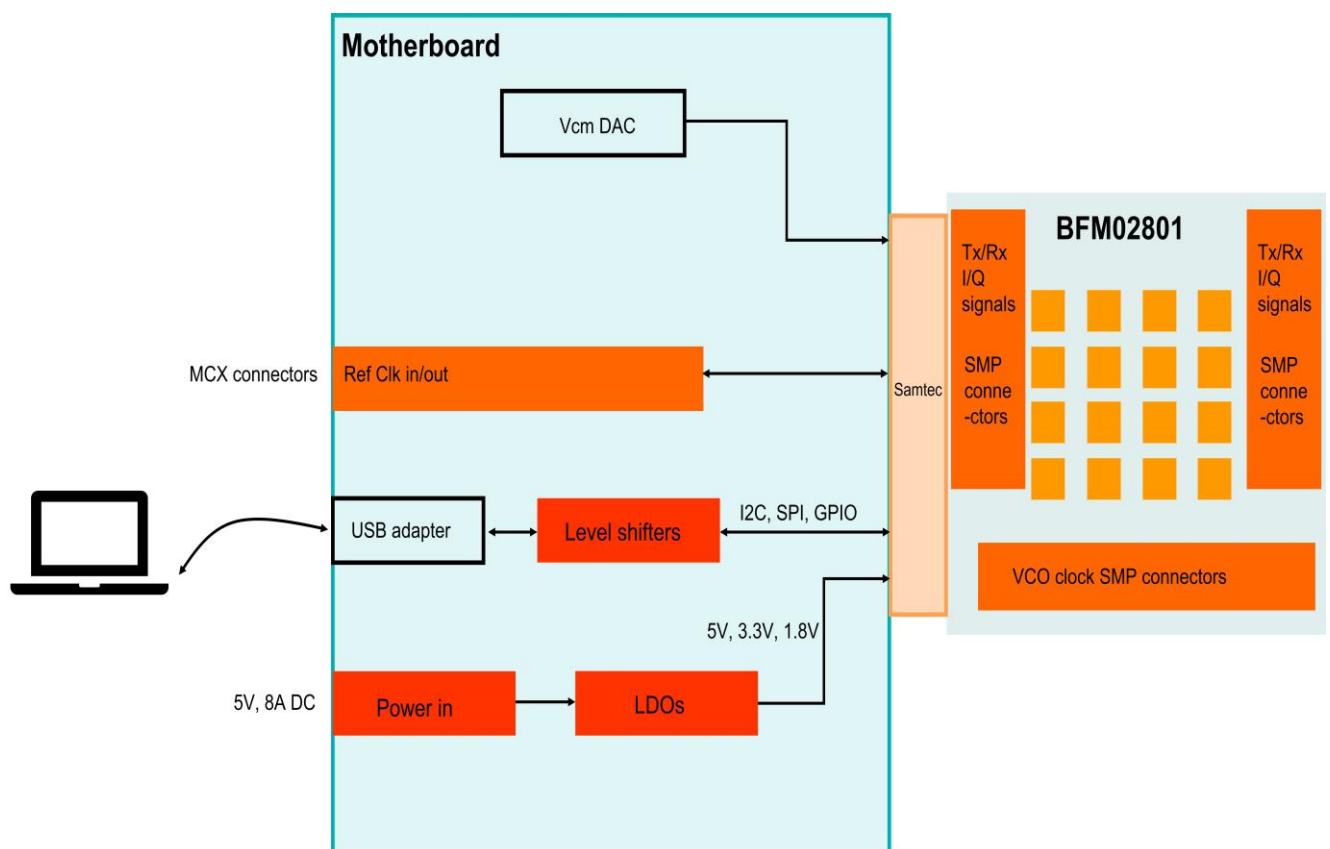 Motherboard
Vcm DAC
MCX connectors
Ref Clk in/out
Samtec
Tx/Rx
I/Q
signals
SMP
conne
-ctors
BFM02801
Tx/Rx
I/Q
signals
SMP
conne
-ctors
USB adapter
Level shifters
I2C, SPI, GPIO
VCO clock SMP connectors
5V, 3.3V, 1.8V
5V, 8A DC
Power in
LDOs